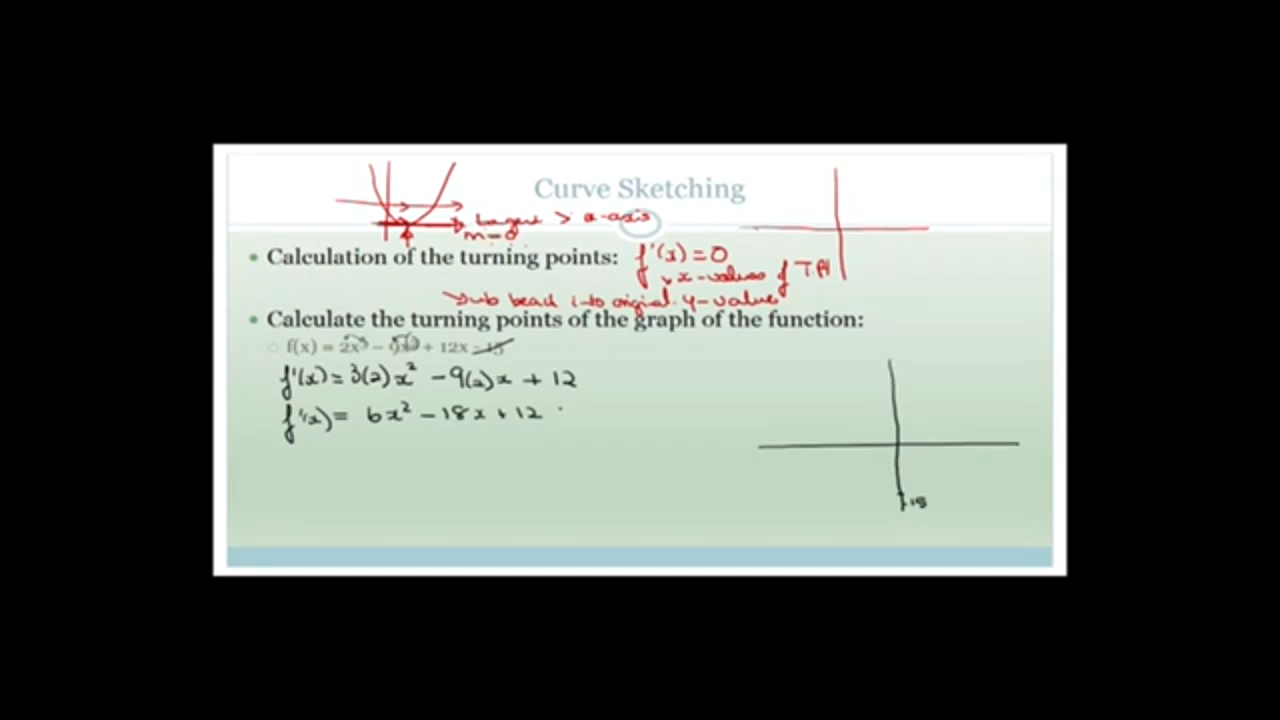 Curve Sketching
tangent > x-axis
m=0
• Calculation of the turning points: f'(x)=0
x-values of T.P/
sub back into original. y-value
• Calculate the turning points of the graph of the function:
f(x) = 2x³ – 9x² + 12x – 15
f'(x)=3(2)x² -9(2)x + 12
f'(x)= 6x² -18x+12
-15